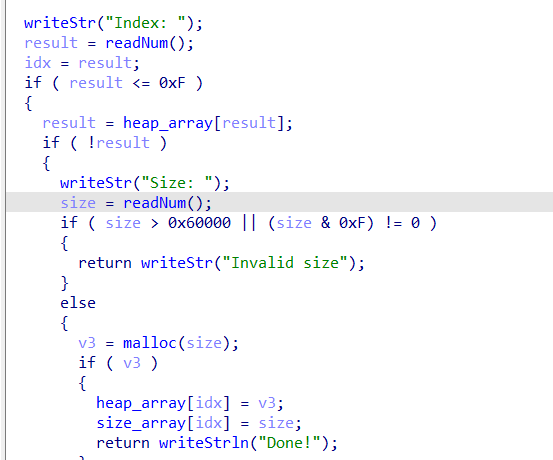 writeStr("Index: ");
result = readNum();
idx = result;
if ( result <= 0xF )
{
result = heap_array[result];
if ( !result )
{
writeStr("Size: ");
size = readNum();
if ( size > 0x60000 || (size & 0xF) != 0 )
{
return writeStr("Invalid size");
}
else
{
v3 = malloc(size);
if ( v3 )
{
heap_array[idx] = v3;
size_array[idx] = size;
return writeStrln("Done!");